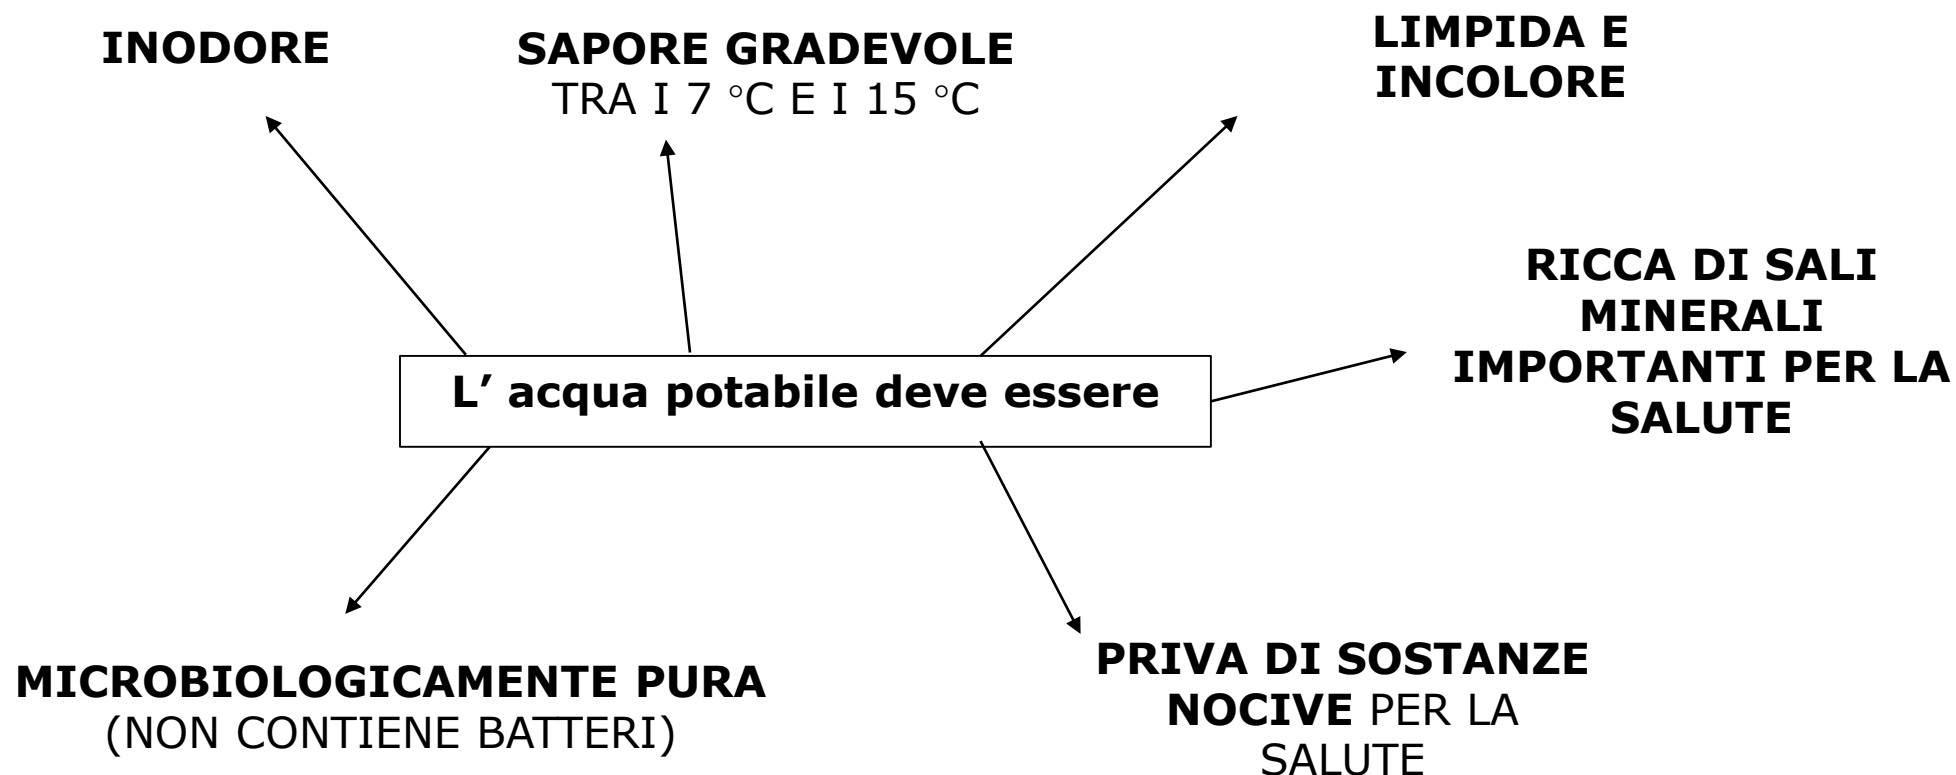 INODORE
SAPORE GRADEVOLE
TRA I 7 °C E I 15 °C
LIMPIDA E
INCOLORE
RICCA DI SALI
MINERALI
IMPORTANTI PER LA
SALUTE
L’ acqua potabile deve essere
MICROBIOLOGICAMENTE PURA
(NON CONTIENE BATTERI)
PRIVA DI SOSTANZE
NOCIVE PER LA
SALUTE